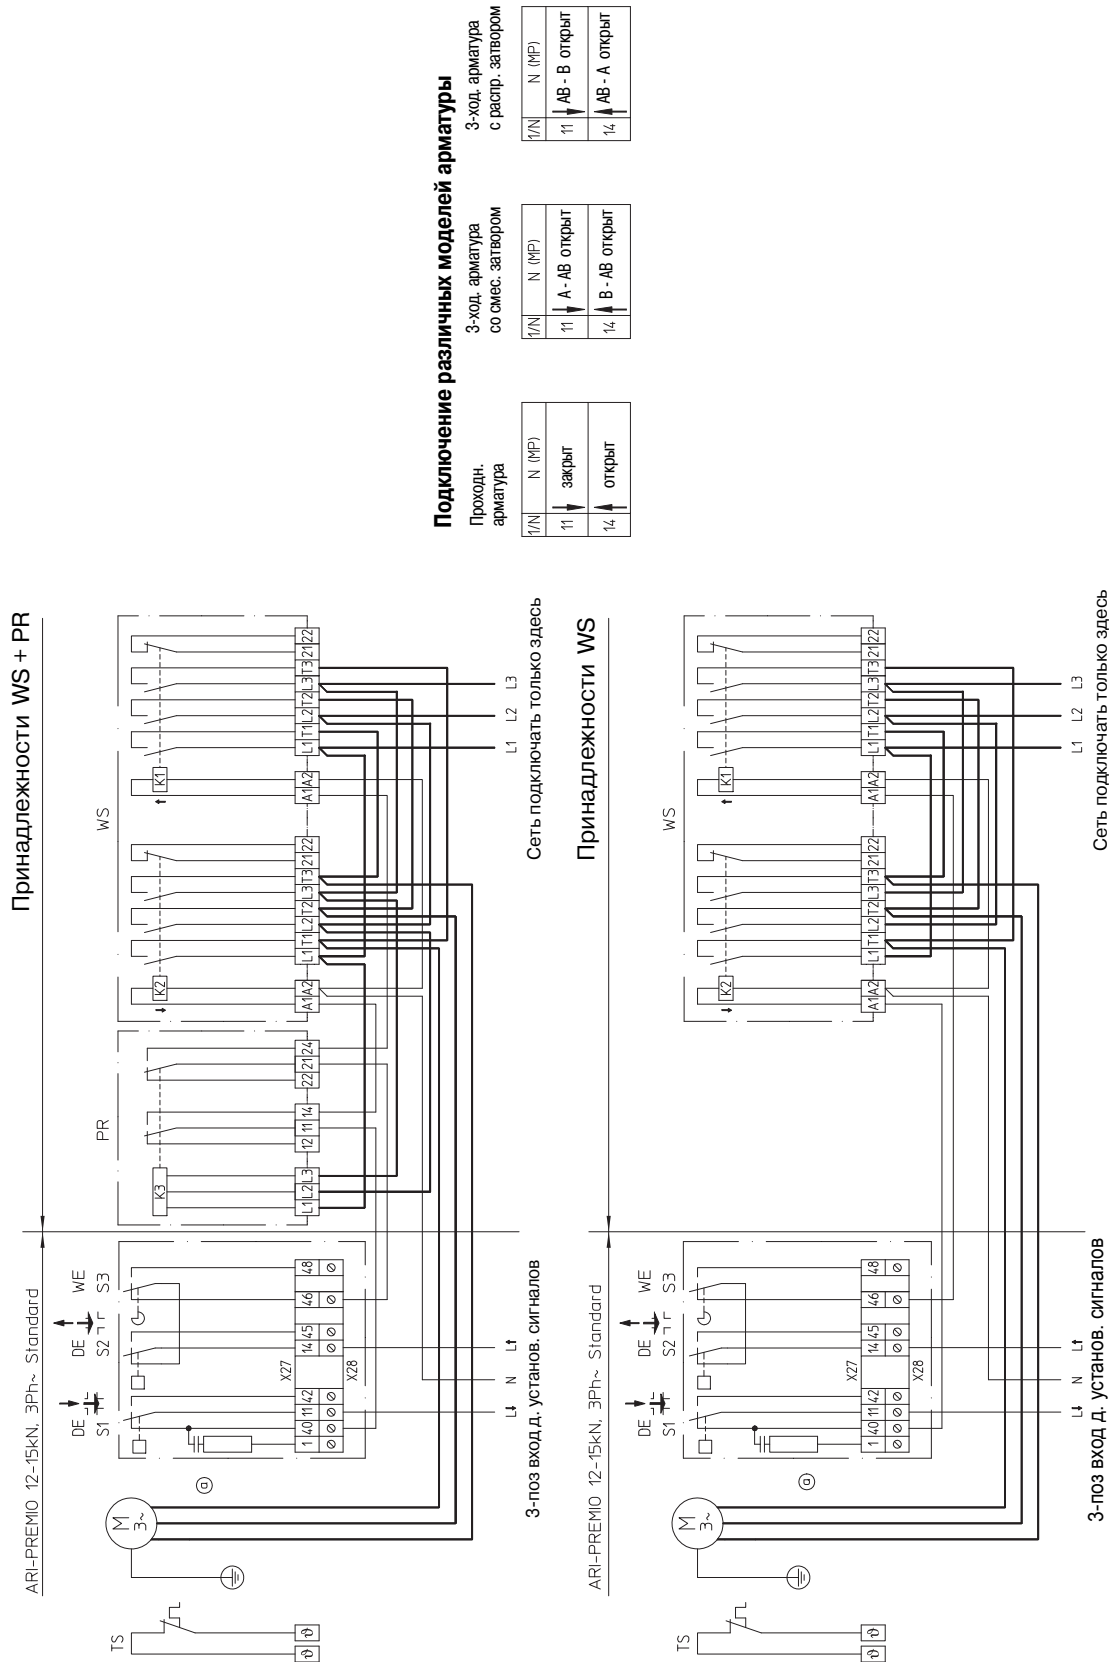 Принадлежности WS + PR
ARI-PREMIO 12-15kN, 3Ph~ Standard
TS
M
3~
DE
DE
WE
S1
S2
S3
PR
WS
K3
K2
K1
ⓐ
X27
X28
ϑ ϑ
1 40 11 42
14 45
46 48
L1 L2 L3
12 11 14
22 21 24
A1 A2
L1 T1 L2 T2 L3 T3 21 22
A1 A2
L1 T1 L2 T2 L3 T3 21 22
L↓ N L↑
L1 L2 L3
3-поз вход д. установ. сигналов
Сеть подключать только здесь
Принадлежности WS
ARI-PREMIO 12-15kN, 3Ph~ Standard
TS
M
3~
DE
DE
WE
S1
S2
S3
WS
K2
K1
ⓐ
X27
X28
ϑ ϑ
1 40 11 42
14 45
46 48
A1 A2
L1 T1 L2 T2 L3 T3 21 22
A1 A2
L1 T1 L2 T2 L3 T3 21 22
L↓ N L↑
L1 L2 L3
3-поз вход д. установ. сигналов
Сеть подключать только здесь
Подключение различных моделей арматуры
Проходн.
арматура
1/N N (MP)
11 ↓ закрыт
14 ↑ открыт
3-ход. арматура
со смес. затвором
1/N N (MP)
11 ↓ A - AB открыт
14 ↑ B - AB открыт
3-ход. арматура
с распр. затвором
1/N N (MP)
11 ↓ AB - B открыт
14 ↑ AB - A открыт